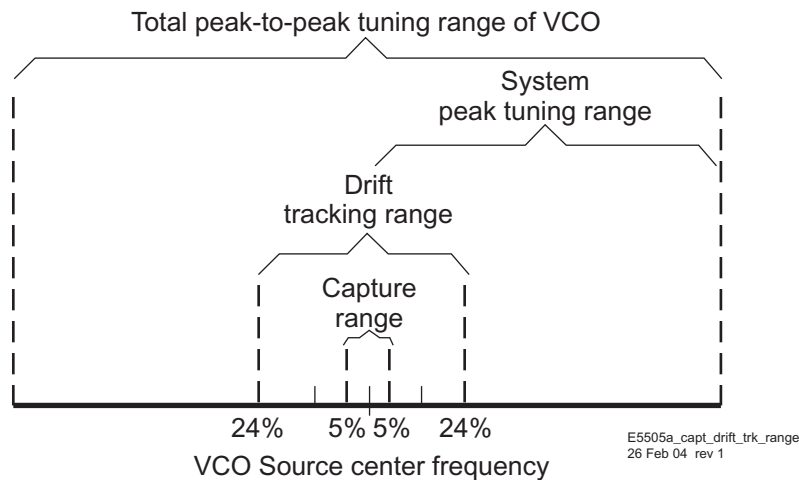 Total peak-to-peak tuning range of VCO
System
peak tuning range
Drift
tracking range
Capture
range
24% 5% 5% 24%
VCO Source center frequency
E5505a_capt_drift_trk_range
26 Feb 04 rev 1